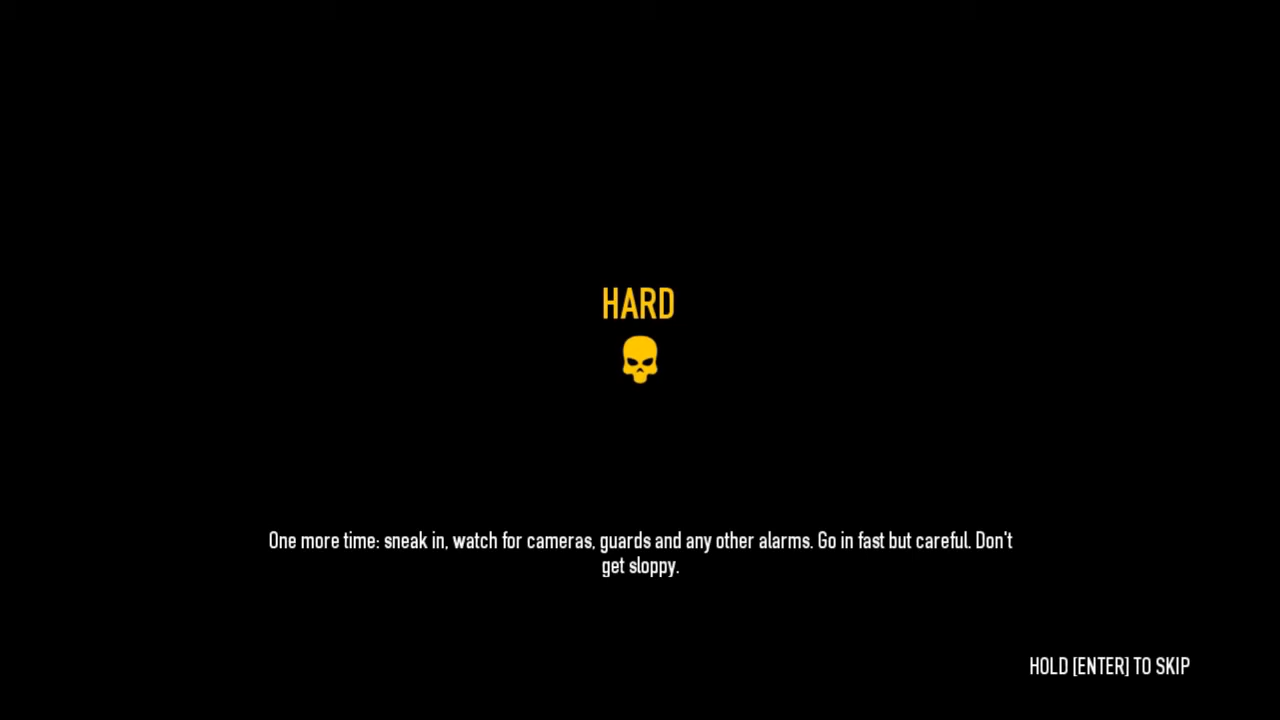 HARD
One more time: sneak in, watch for cameras, guards and any other alarms. Go in fast but careful. Don't
get sloppy.
HOLD [ENTER] TO SKIP